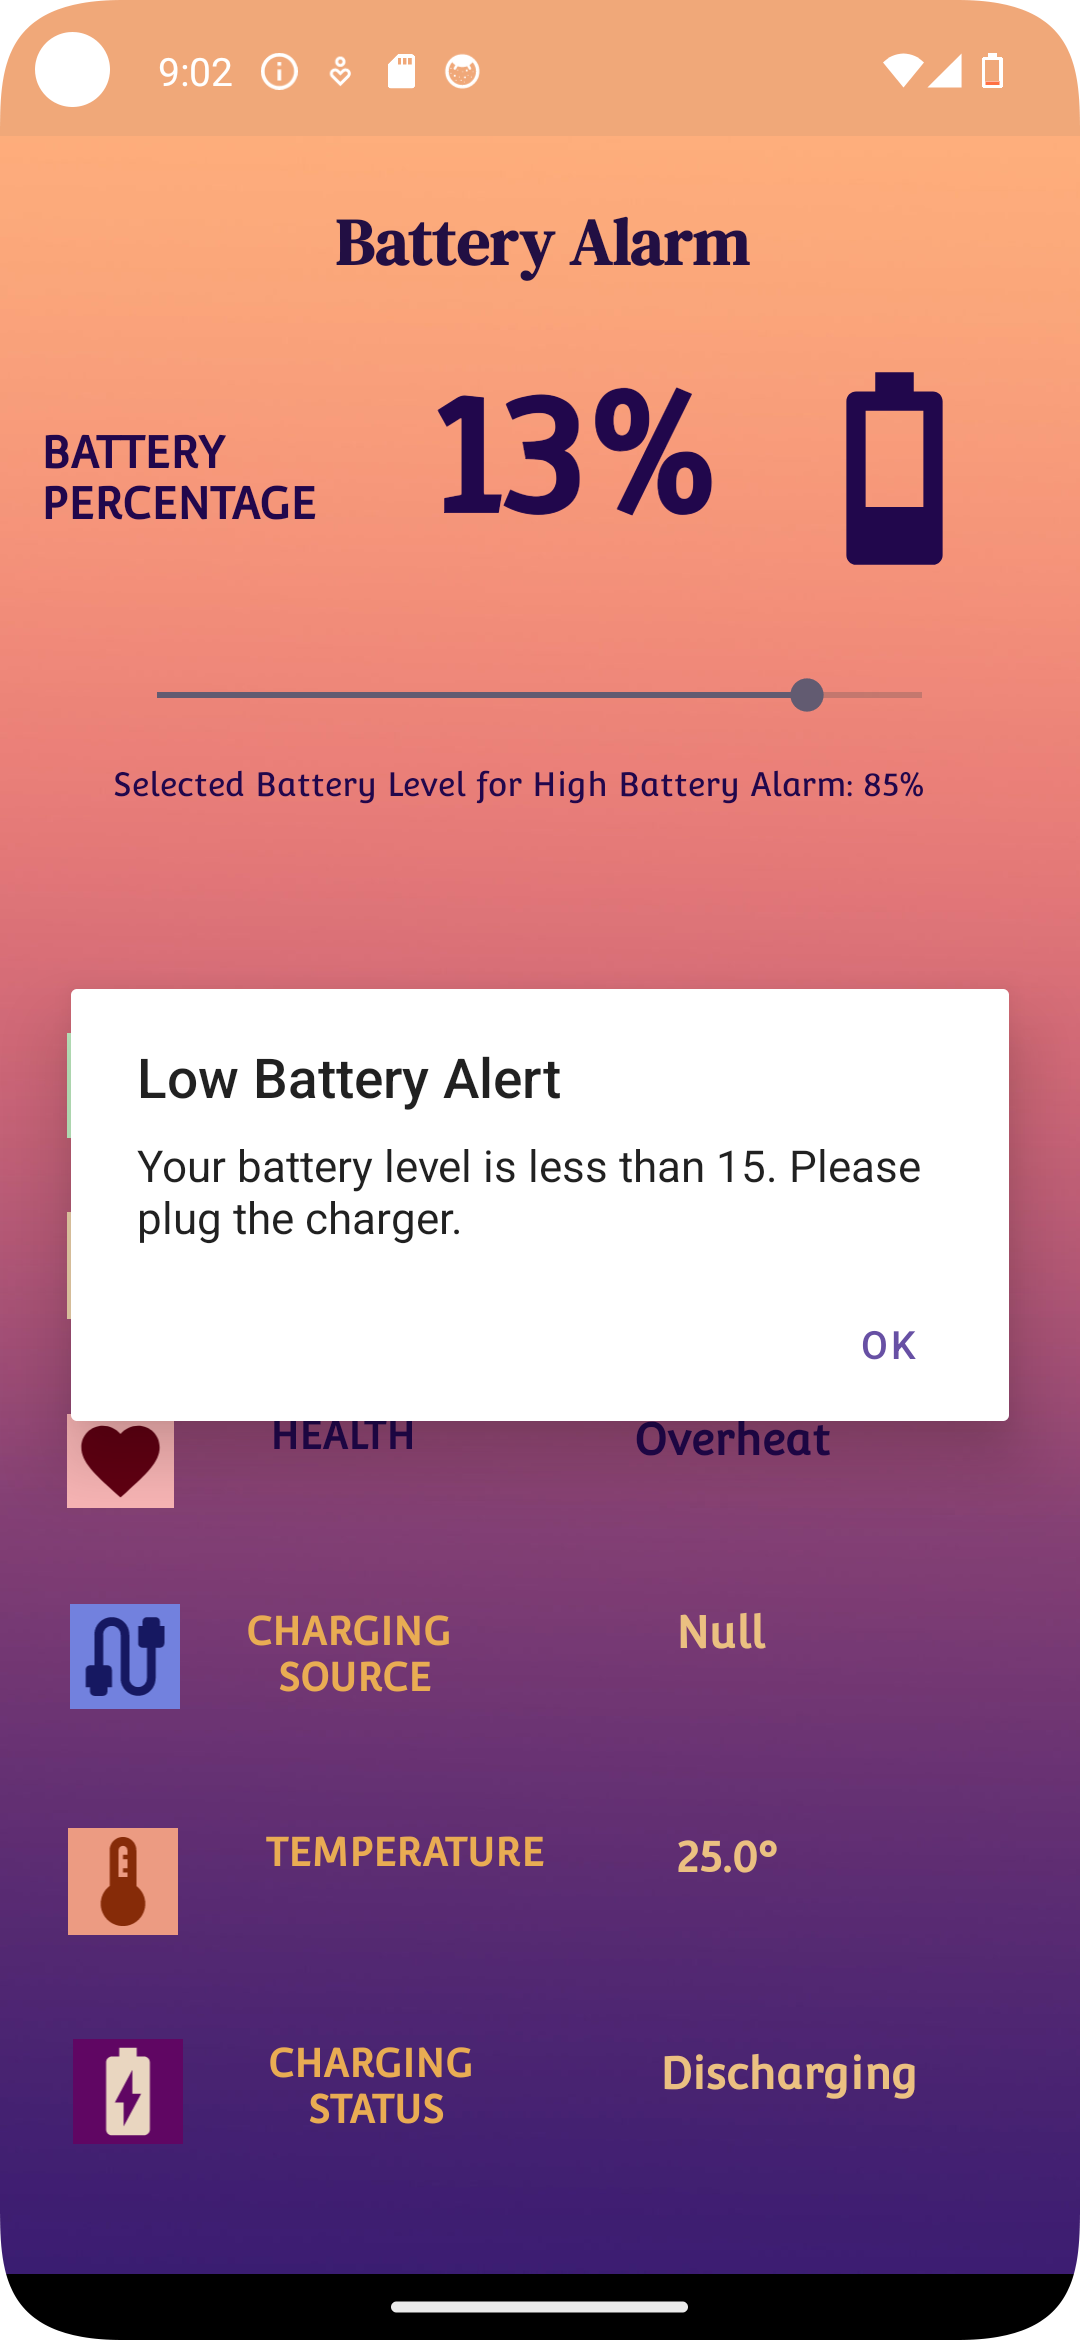 9:02
Battery Alarm
BATTERY
PERCENTAGE
13%
Selected Battery Level for High Battery Alarm: 85%
Low Battery Alert
Your battery level is less than 15. Please
plug the charger.
OK
HEALTH
Overheat
CHARGING
SOURCE
Null
TEMPERATURE
25.0°
CHARGING
STATUS
Discharging